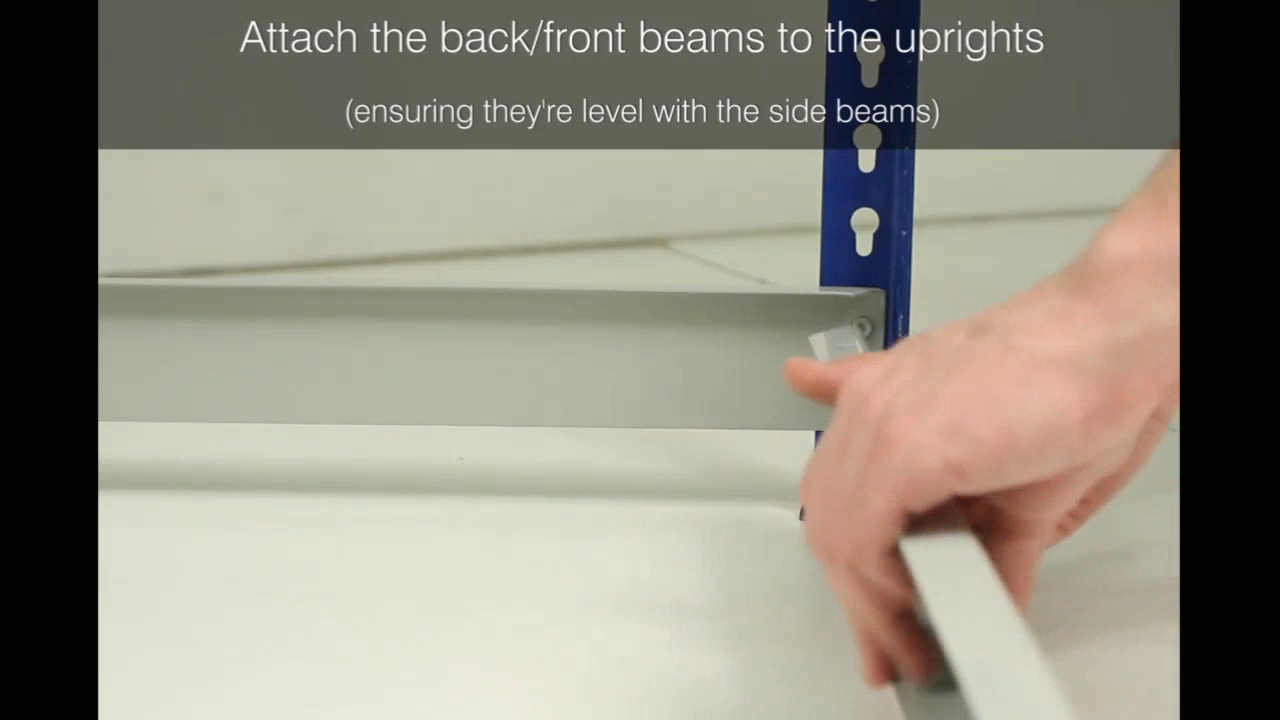 Attach the back/front beams to the uprights
(ensuring they're level with the side beams)